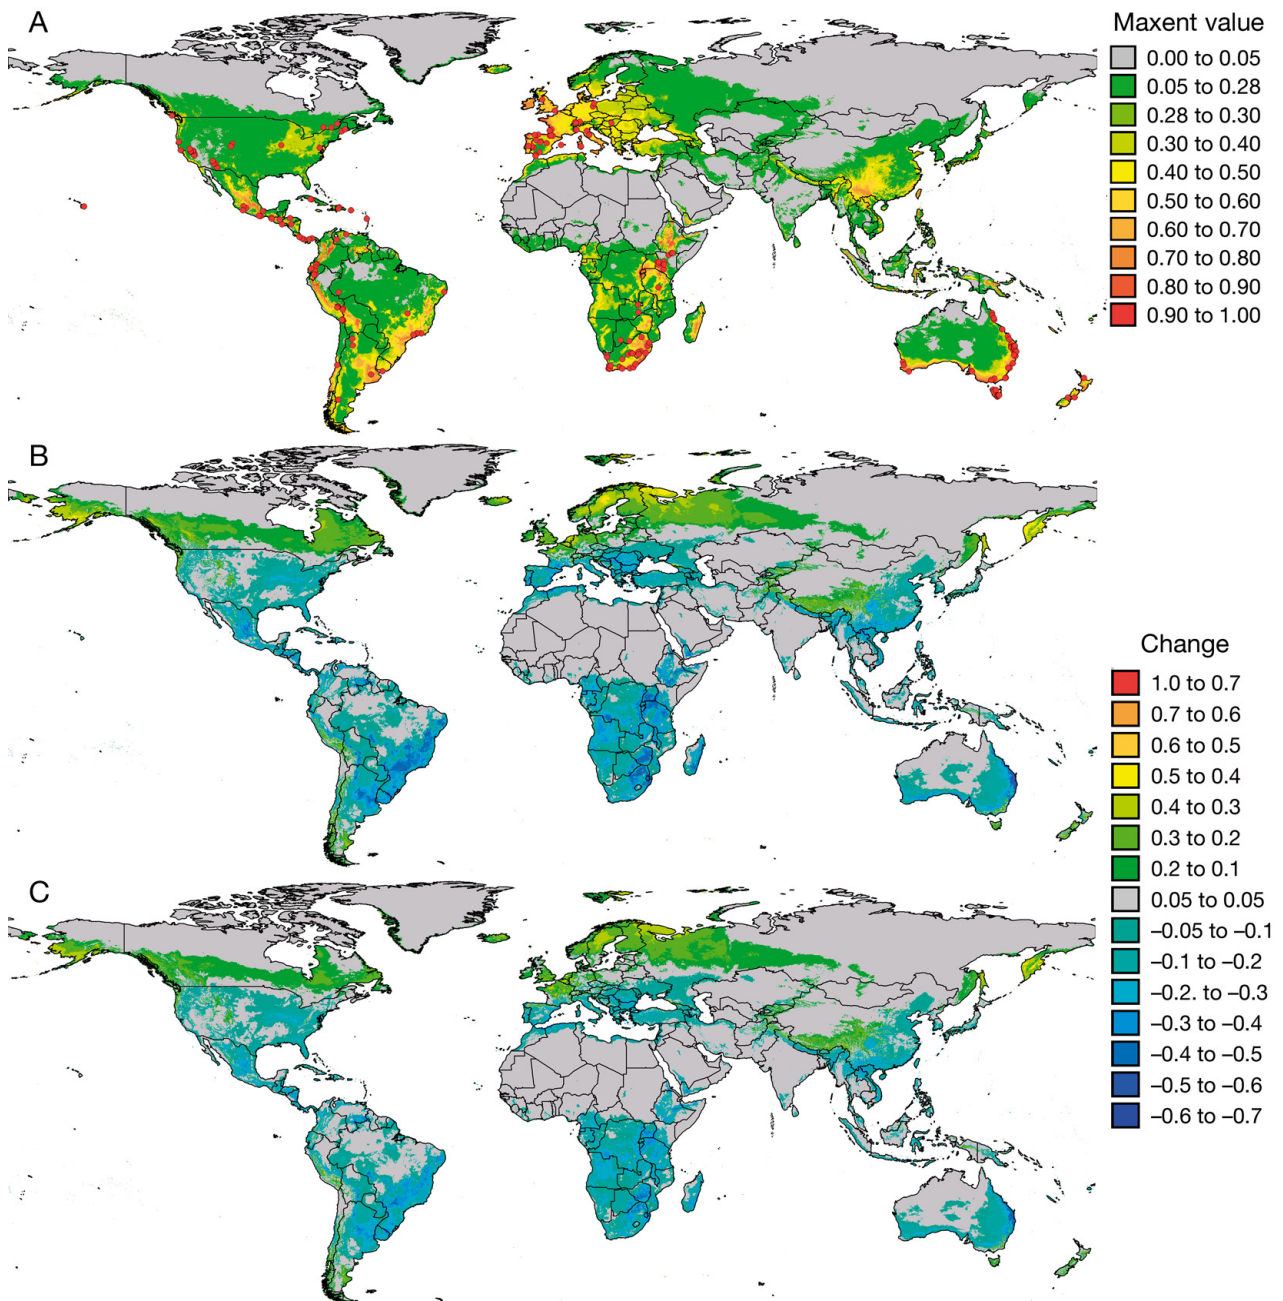 A
Maxent value
0.00 to 0.05
0.05 to 0.28
0.28 to 0.30
0.30 to 0.40
0.40 to 0.50
0.50 to 0.60
0.60 to 0.70
0.70 to 0.80
0.80 to 0.90
0.90 to 1.00
B
Change
1.0 to 0.7
0.7 to 0.6
0.6 to 0.5
0.5 to 0.4
0.4 to 0.3
0.3 to 0.2
0.2 to 0.1
0.05 to 0.05
–0.05 to –0.1
–0.1 to –0.2
–0.2. to –0.3
–0.3 to –0.4
–0.4 to –0.5
–0.5 to –0.6
–0.6 to –0.7
C